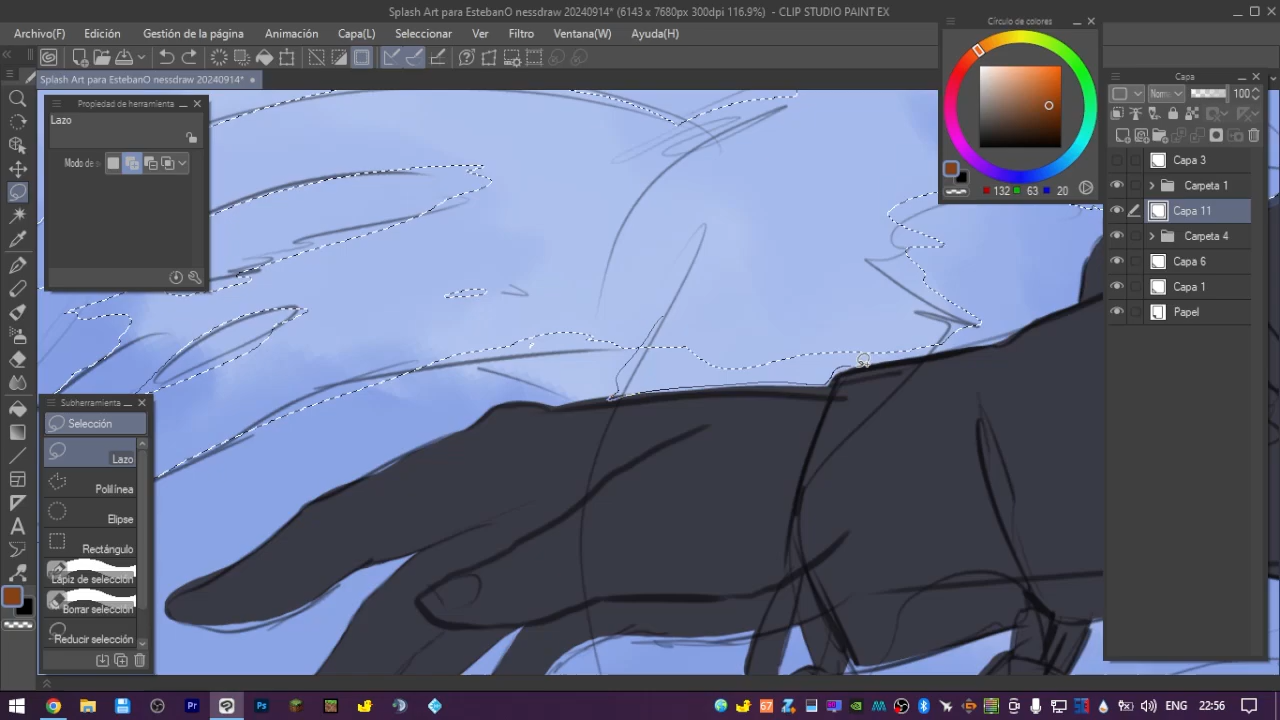 Splash Art para EstebanO nessdraw 20240914* (6143 x 7680px 300dpi 116.9%) - CLIP STUDIO PAINT EX
Archivo(F) Edición Gestión de la página Animación Capa(L) Seleccionar Ver Filtro Ventana(W) Ayuda(H)
Splash Art para EstebanO nessdraw 20240914*
Círculo de colores
132 63 20
Propiedad de herramienta
Lazo
Modo de
Subherramienta
Selección
Lazo
Polilínea
Elipse
Rectángulo
Lápiz de selección
Borrar selección
Reducir selección
Capa
Norm 100
Capa 3
Carpeta 1
Capa 11
Carpeta 4
Capa 6
Capa 1
Papel
Pr Ps 67 ENG 22:56